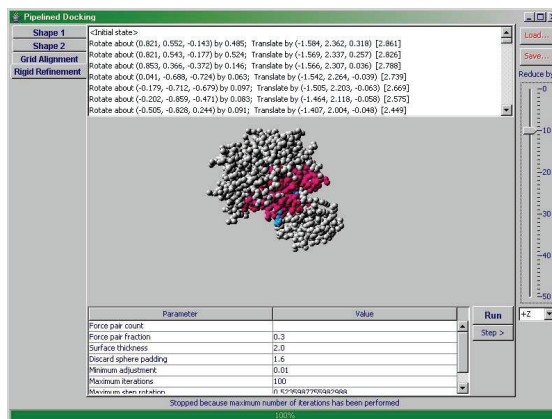 Pipelined Docking
Shape 1
Shape 2
Grid Alignment
Rigid Refinement
<Initial state>
Rotate about (0.821, 0.552, -0.143) by 0.485; Translate by (-1.584, 2.362, 0.318) [2.861]
Rotate about (0.821, 0.543, -0.177) by 0.524; Translate by (-1.569, 2.337, 0.257) [2.826]
Rotate about (0.853, 0.366, -0.372) by 0.146; Translate by (-1.566, 2.307, 0.036) [2.788]
Rotate about (0.041, -0.688, -0.724) by 0.063; Translate by (-1.542, 2.264, -0.039) [2.739]
Rotate about (-0.179, -0.712, -0.679) by 0.097; Translate by (-1.505, 2.203, -0.063) [2.669]
Rotate about (-0.202, -0.859, -0.471) by 0.083; Translate by (-1.464, 2.118, -0.058) [2.575]
Rotate about (-0.505, -0.828, 0.244) by 0.091; Translate by (-1.407, 2.004, -0.048) [2.449]
Load...
Save...
Reduce by
0
10
20
30
40
50
+Z
Parameter Value
Force pair count
Force pair fraction 0.3
Surface thickness 2.0
Discard sphere padding 1.6
Minimum adjustment 0.01
Maximum iterations 100
Maximum step rotation 0.5235987755982988
Run
Step >
Stopped because maximum number of iterations has been performed
100%